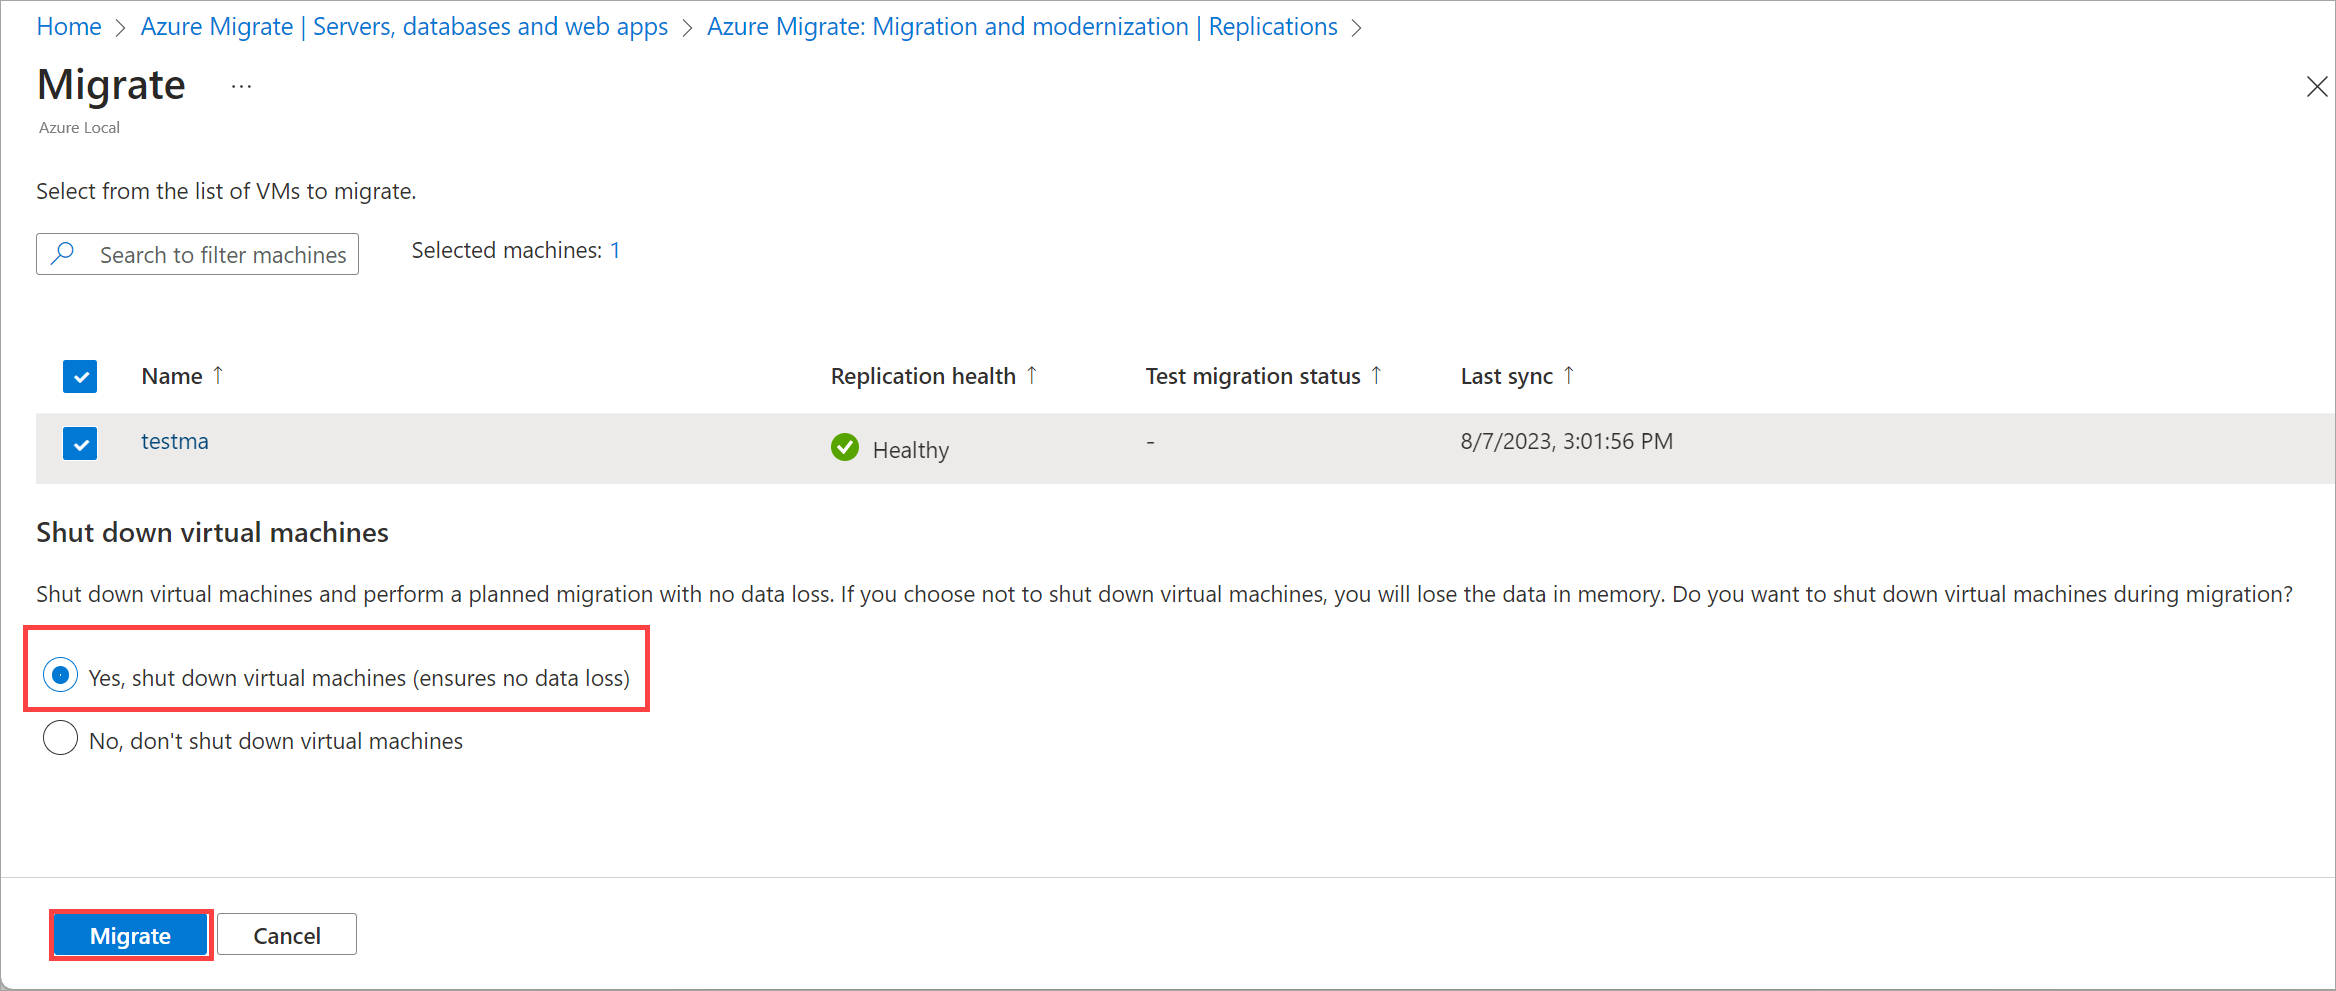 Home > Azure Migrate | Servers, databases and web apps > Azure Migrate: Migration and modernization | Replications >
Migrate ...
Azure Local
Select from the list of VMs to migrate.
Search to filter machines Selected machines: 1
Name ↑ Replication health ↑ Test migration status ↑ Last sync ↑
testma Healthy - 8/7/2023, 3:01:56 PM
Shut down virtual machines
Shut down virtual machines and perform a planned migration with no data loss. If you choose not to shut down virtual machines, you will lose the data in memory. Do you want to shut down virtual machines during migration?
Yes, shut down virtual machines (ensures no data loss)
No, don't shut down virtual machines
Migrate Cancel